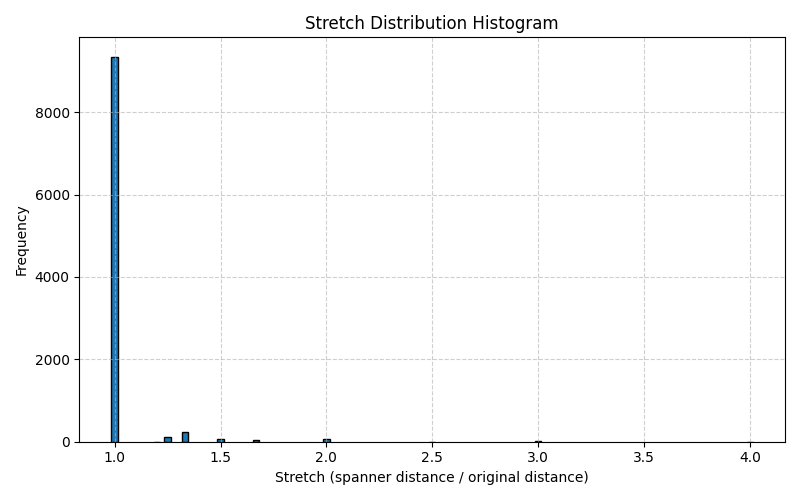 Stretch Distribution Histogram
Frequency
8000
6000
4000
2000
0
1.0 1.5 2.0 2.5 3.0 3.5 4.0
Stretch (spanner distance / original distance)